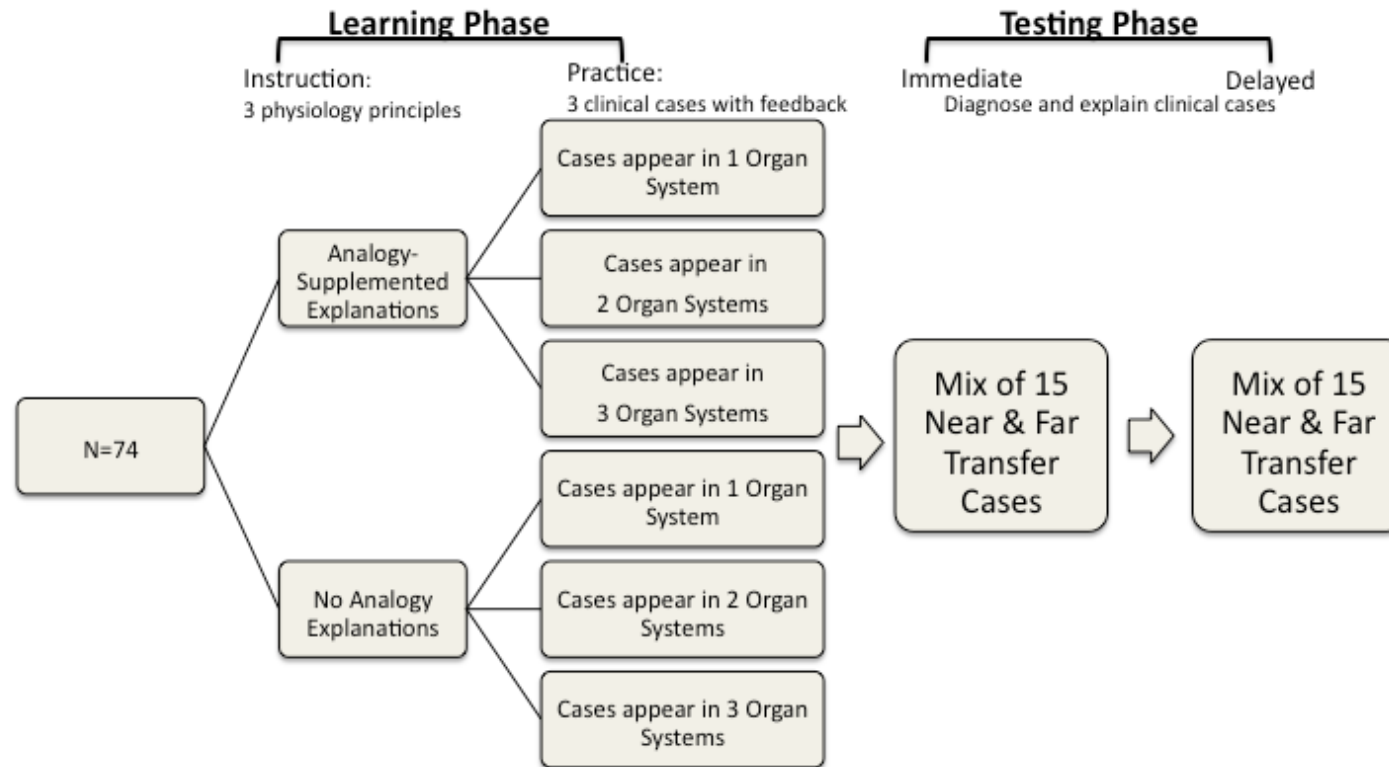 Learning Phase
Testing Phase
Instruction:
3 physiology principles
Practice:
3 clinical cases with feedback
Immediate
Delayed
Diagnose and explain clinical cases
N=74
Analogy-
Supplemented
Explanations
No Analogy
Explanations
Cases appear in 1 Organ
System
Cases appear in
2 Organ Systems
Cases appear in
3 Organ Systems
Cases appear in 1 Organ
System
Cases appear in 2 Organ
Systems
Cases appear in 3 Organ
Systems
Mix of 15
Near & Far
Transfer
Cases
Mix of 15
Near & Far
Transfer
Cases